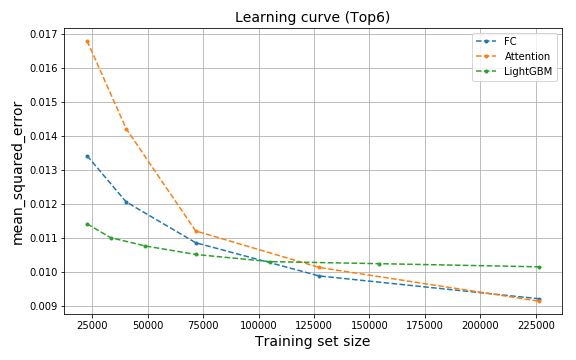 Learning curve (Top6)
0.017
0.016
0.015
0.014
0.013
0.012
0.011
0.010
0.009
mean_squared_error
FC
Attention
LightGBM
25000 50000 75000 100000 125000 150000 175000 200000 225000
Training set size